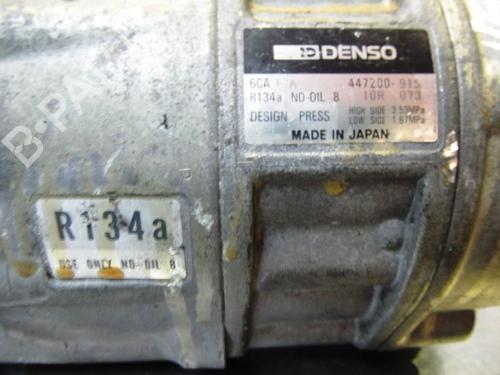 DENSO
6CA 447200-915
R134a ND-OIL 8 10R 073
DESIGN PRESS HIGH SIDE 3.53MPa
LOW SIDE 1.67MPa
MADE IN JAPAN
R134a
USE ONLY ND-OIL 8